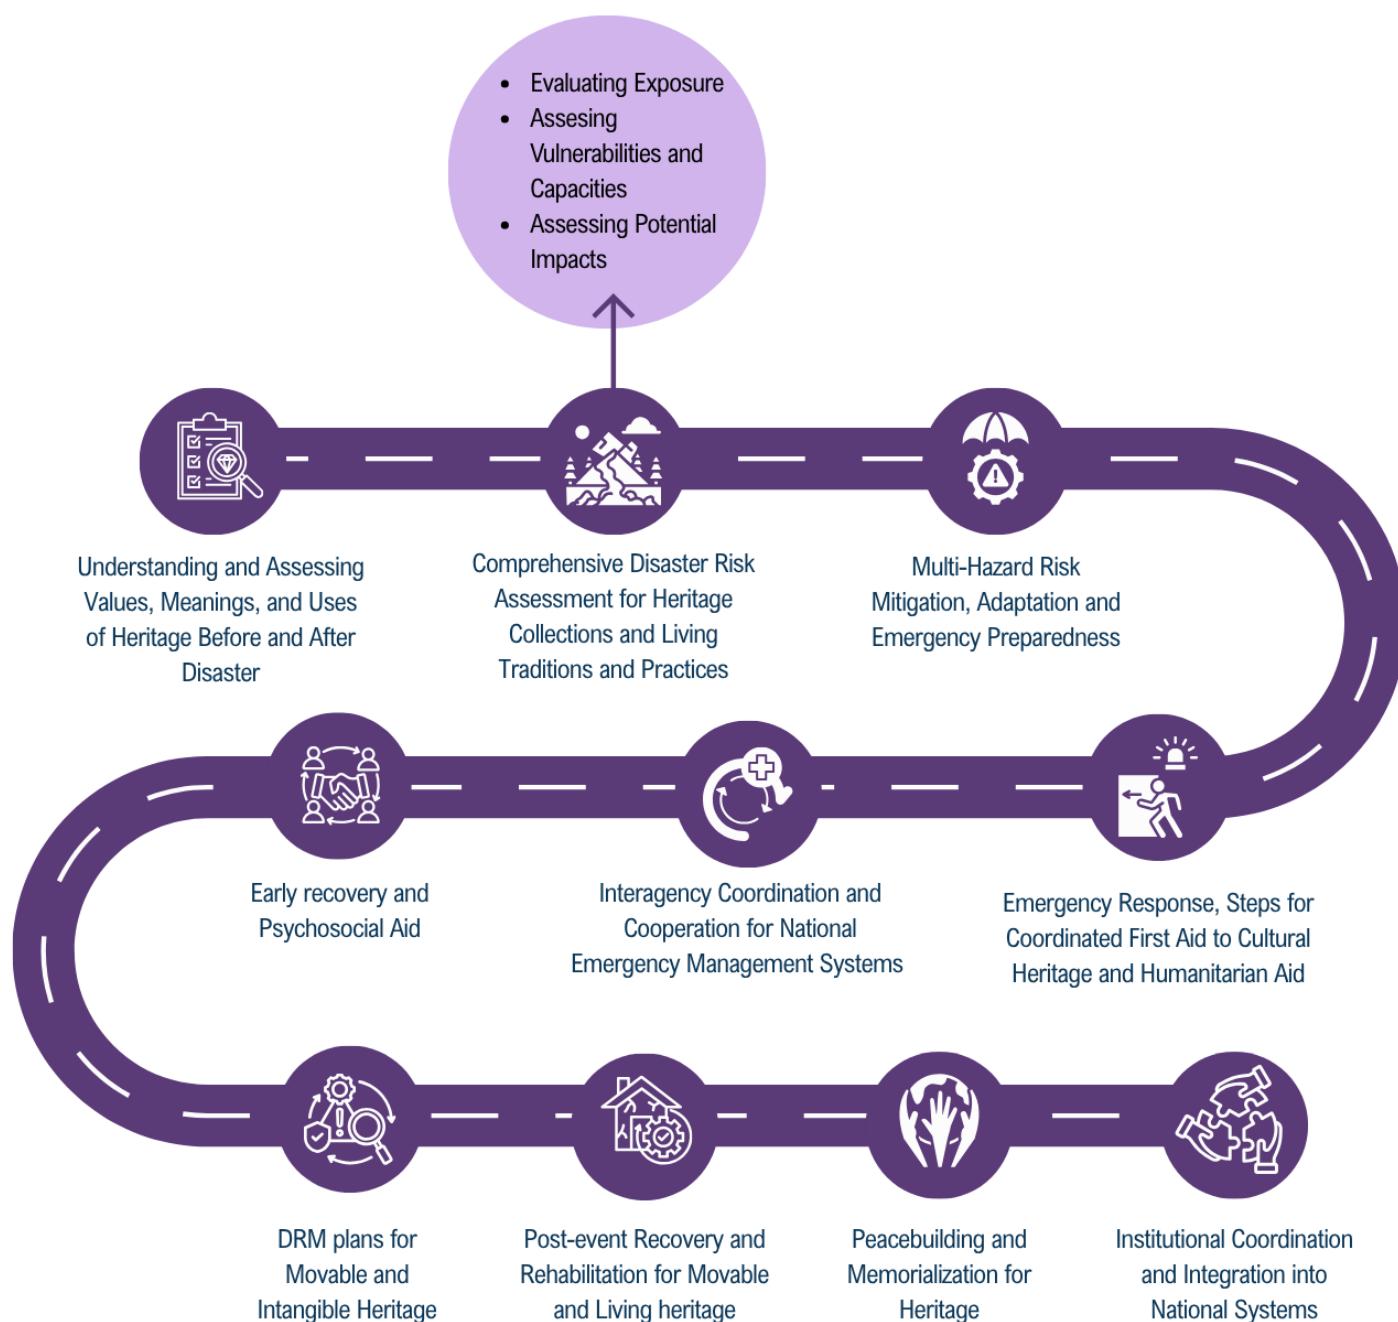 • Evaluating Exposure
• Assesing
Vulnerabilities and
Capacities
• Assessing Potential
Impacts
Understanding and Assessing
Values, Meanings, and Uses
of Heritage Before and After
Disaster
Comprehensive Disaster Risk
Assessment for Heritage
Collections and Living
Traditions and Practices
Multi-Hazard Risk
Mitigation, Adaptation and
Emergency Preparedness
Emergency Response, Steps for
Coordinated First Aid to Cultural
Heritage and Humanitarian Aid
Interagency Coordination and
Cooperation for National
Emergency Management Systems
Early recovery and
Psychosocial Aid
DRM plans for
Movable and
Intangible Heritage
Post-event Recovery and
Rehabilitation for Movable
and Living heritage
Peacebuilding and
Memorialization for
Heritage
Institutional Coordination
and Integration into
National Systems